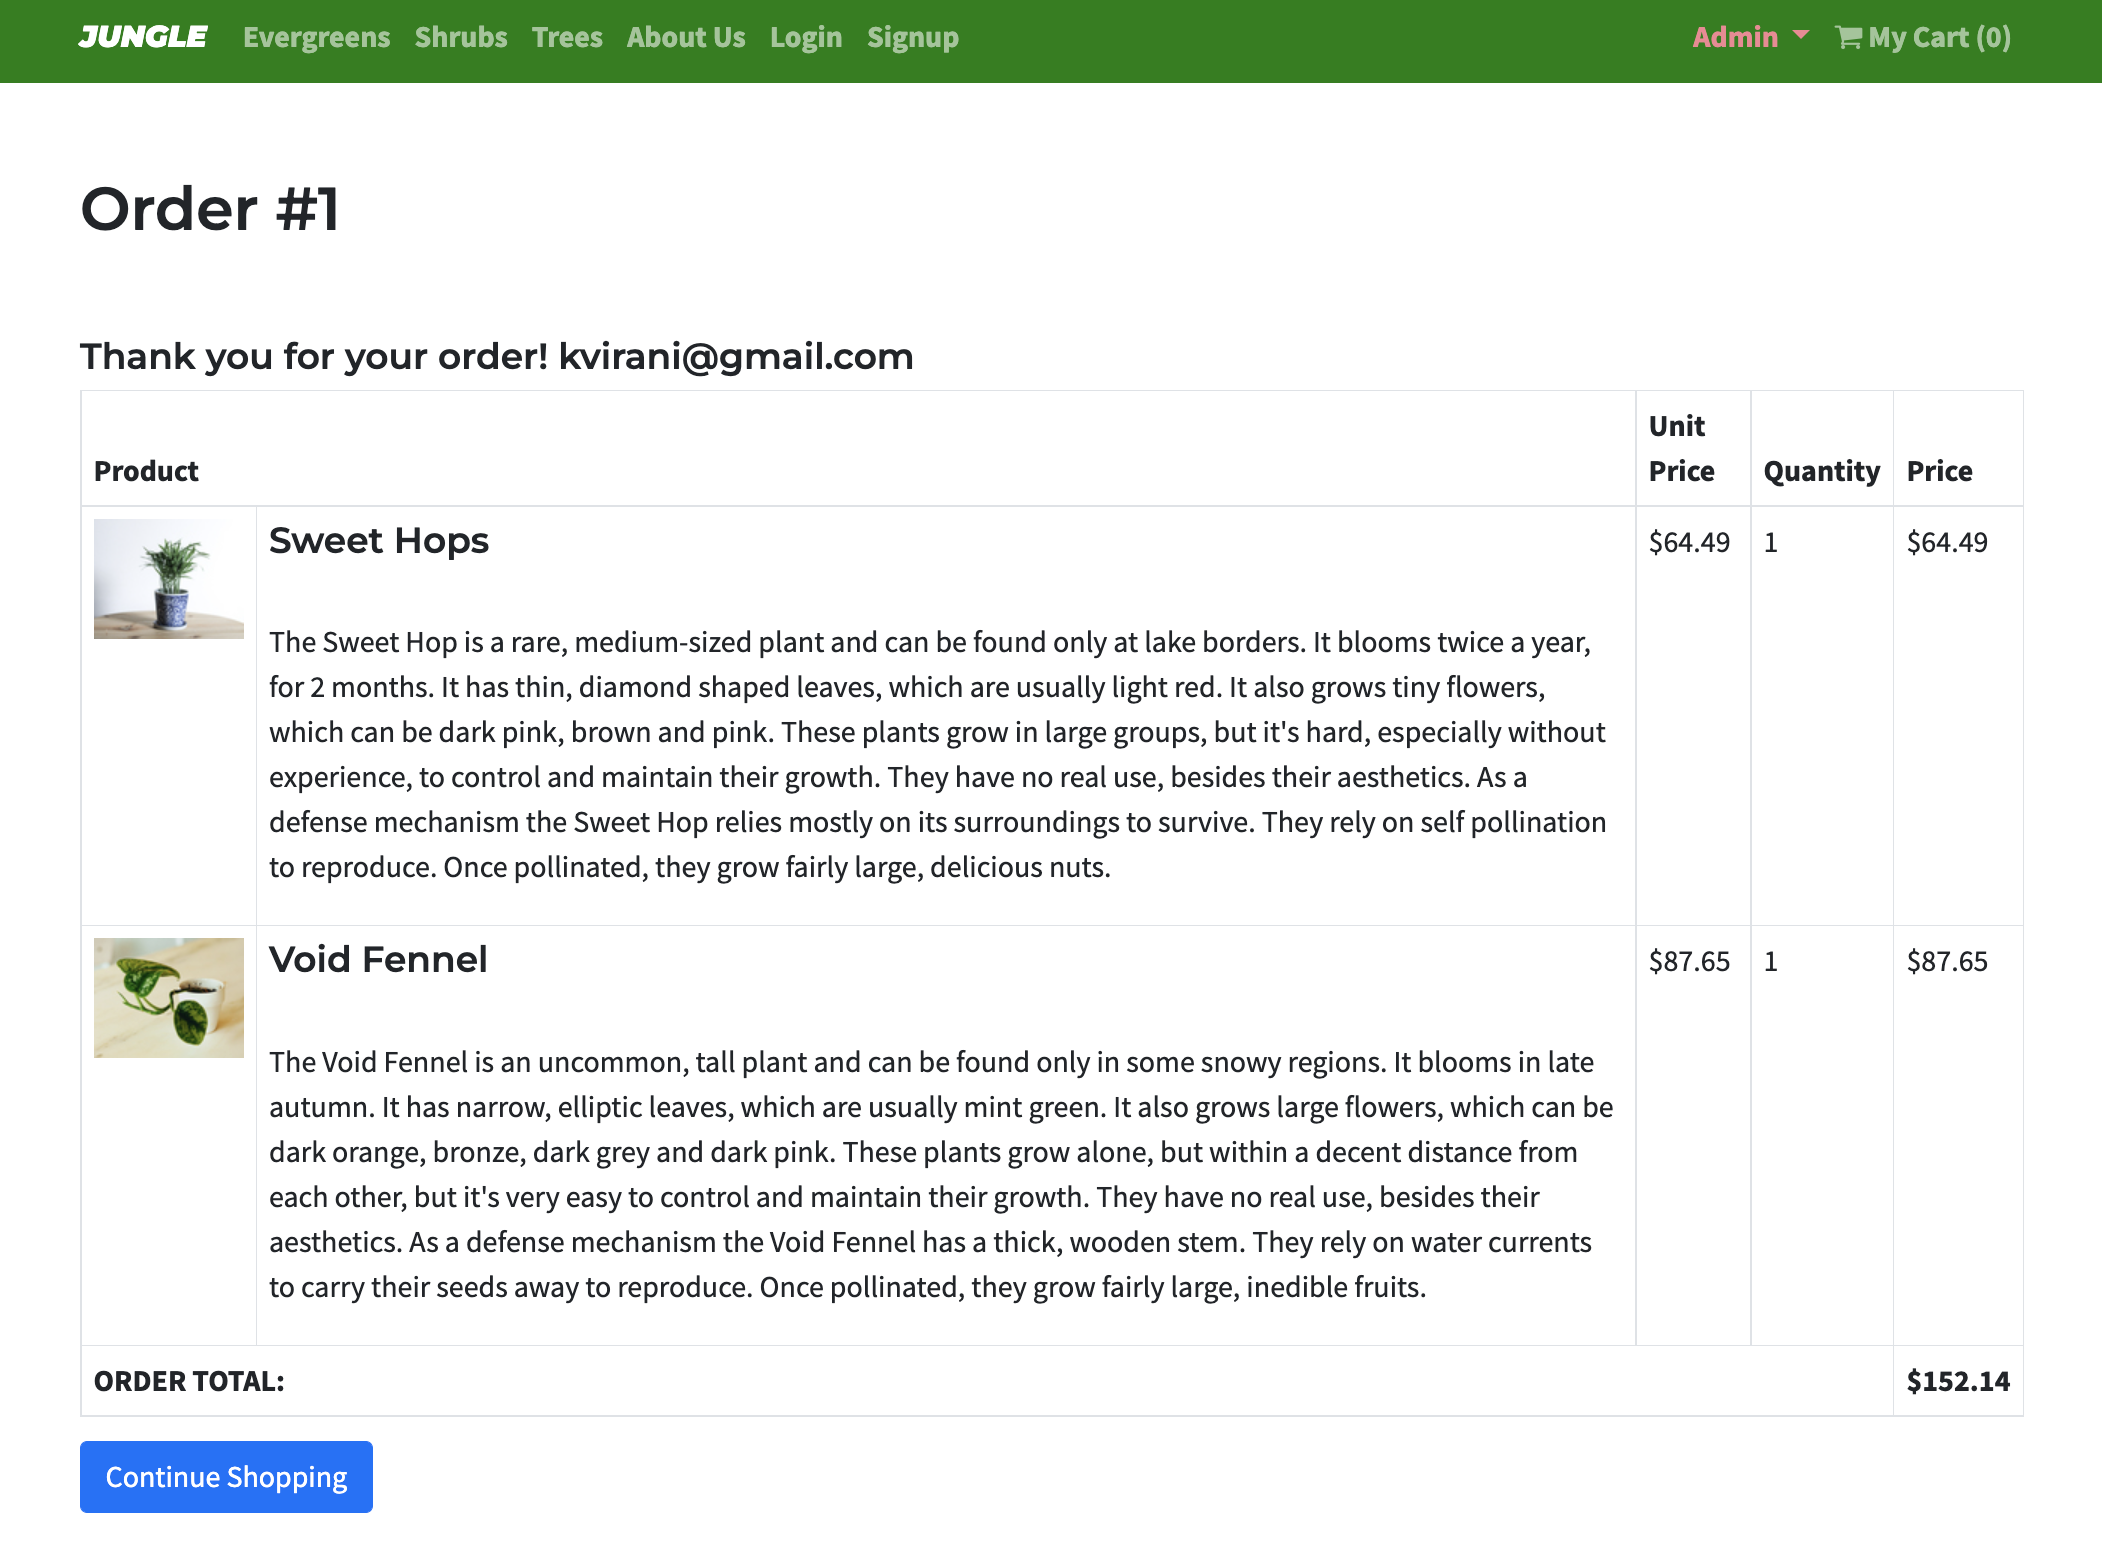 JUNGLE Evergreens Shrubs Trees About Us Login Signup Admin My Cart (0)
Order #1
Thank you for your order! kvirani@gmail.com
Product Unit Price Quantity Price
Sweet Hops $64.49 1 $64.49
The Sweet Hop is a rare, medium-sized plant and can be found only at lake borders. It blooms twice a year,
for 2 months. It has thin, diamond shaped leaves, which are usually light red. It also grows tiny flowers,
which can be dark pink, brown and pink. These plants grow in large groups, but it's hard, especially without
experience, to control and maintain their growth. They have no real use, besides their aesthetics. As a
defense mechanism the Sweet Hop relies mostly on its surroundings to survive. They rely on self pollination
to reproduce. Once pollinated, they grow fairly large, delicious nuts.
Void Fennel $87.65 1 $87.65
The Void Fennel is an uncommon, tall plant and can be found only in some snowy regions. It blooms in late
autumn. It has narrow, elliptic leaves, which are usually mint green. It also grows large flowers, which can be
dark orange, bronze, dark grey and dark pink. These plants grow alone, but within a decent distance from
each other, but it's very easy to control and maintain their growth. They have no real use, besides their
aesthetics. As a defense mechanism the Void Fennel has a thick, wooden stem. They rely on water currents
to carry their seeds away to reproduce. Once pollinated, they grow fairly large, inedible fruits.
ORDER TOTAL: $152.14
Continue Shopping